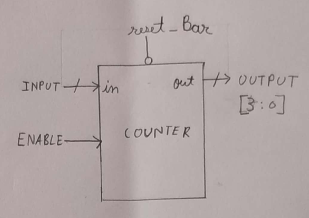 reset_Bar
INPUT in out OUTPUT
[3:0]
ENABLE COUNTER